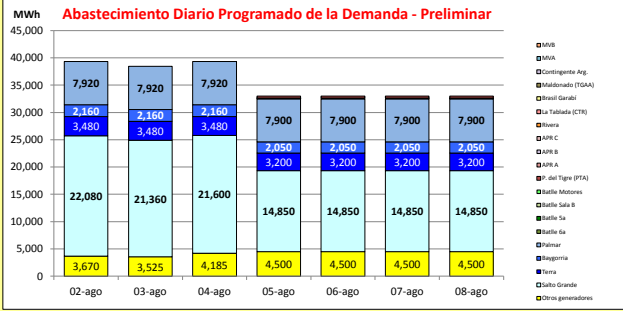 MWh Abastecimiento Diario Programado de la Demanda - Preliminar
45,000
40,000
35,000
30,000
25,000
20,000
15,000
10,000
5,000
0
7,920 7,920 7,920 7,900 7,900 7,900 7,900
2,160 2,160 2,160 2,050 2,050 2,050 2,050
3,480 3,480 3,480 3,200 3,200 3,200 3,200
22,080 21,360 21,600 14,850 14,850 14,850 14,850
3,670 3,525 4,185 4,500 4,500 4,500 4,500
02-ago 03-ago 04-ago 05-ago 06-ago 07-ago 08-ago
MVB
MVA
Contingente Arg.
Maldonado (TGAA)
Brasil Garabí
La Tablada (CTR)
Rivera
APR C
APR B
APR A
P. del Tigre (PTA)
Batlle Motores
Batlle Sala B
Batlle 5a
Batlle 6a
Palmar
Baygorria
Terra
Salto Grande
Otros generadores